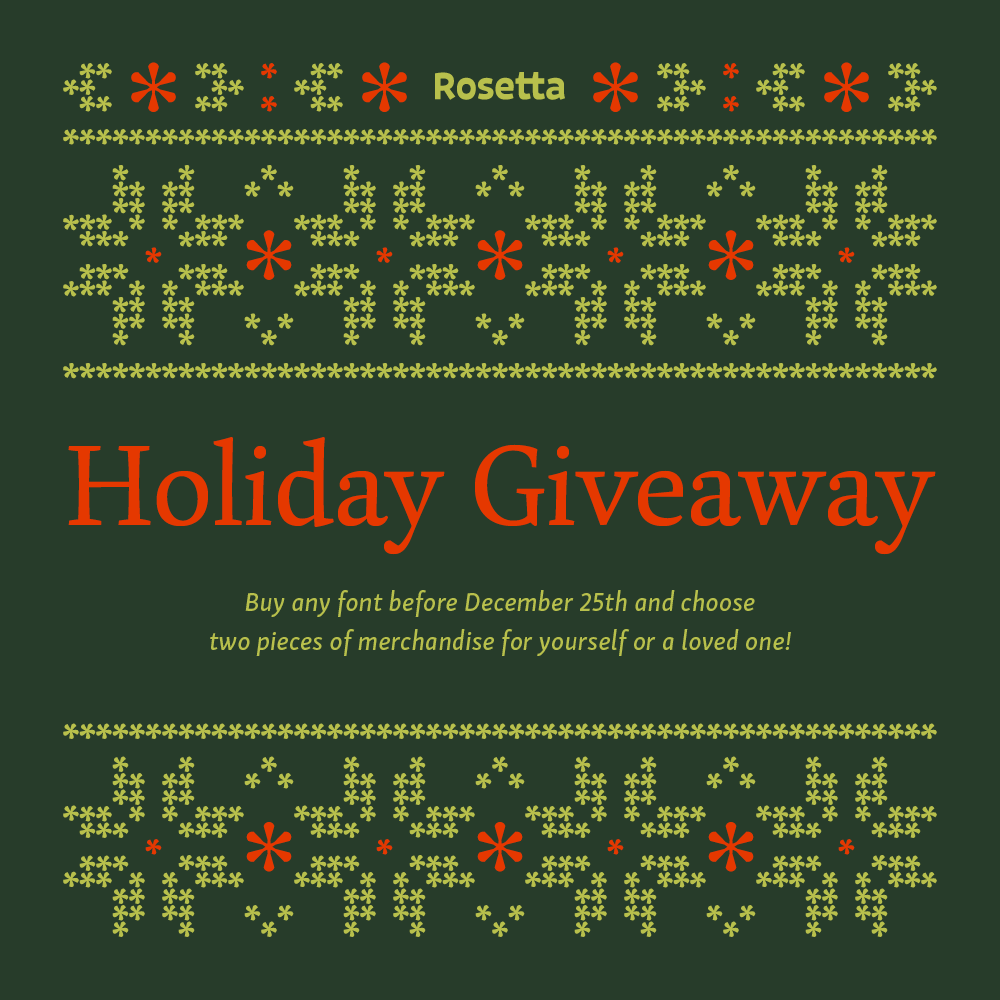 Rosetta
Holiday Giveaway
Buy any font before December 25th and choose
two pieces of merchandise for yourself or a loved one!